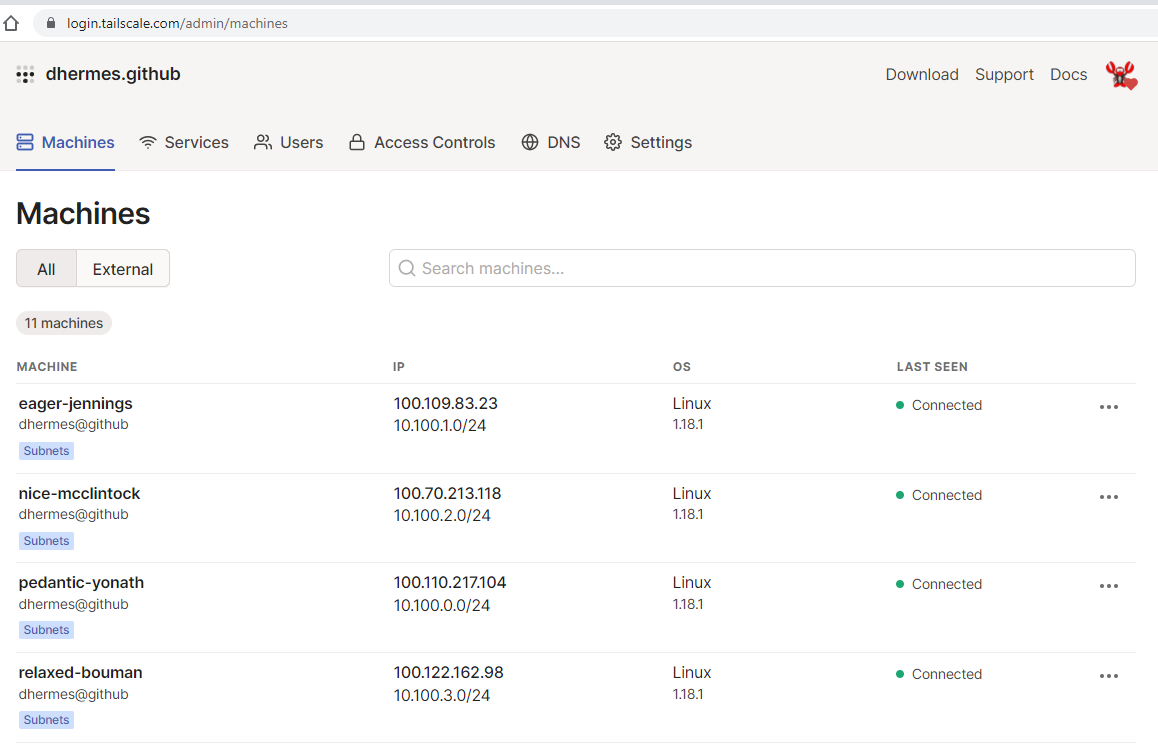 login.tailscale.com/admin/machines
dhermes.github Download Support Docs
Machines Services Users Access Controls DNS Settings
Machines
All External Search machines...
11 machines
MACHINE IP OS LAST SEEN
eager-jennings 100.109.83.23 Linux Connected
dhermes@github 10.100.1.0/24 1.18.1
Subnets
nice-mcclintock 100.70.213.118 Linux Connected
dhermes@github 10.100.2.0/24 1.18.1
Subnets
pedantic-yonath 100.110.217.104 Linux Connected
dhermes@github 10.100.0.0/24 1.18.1
Subnets
relaxed-bouman 100.122.162.98 Linux Connected
dhermes@github 10.100.3.0/24 1.18.1
Subnets